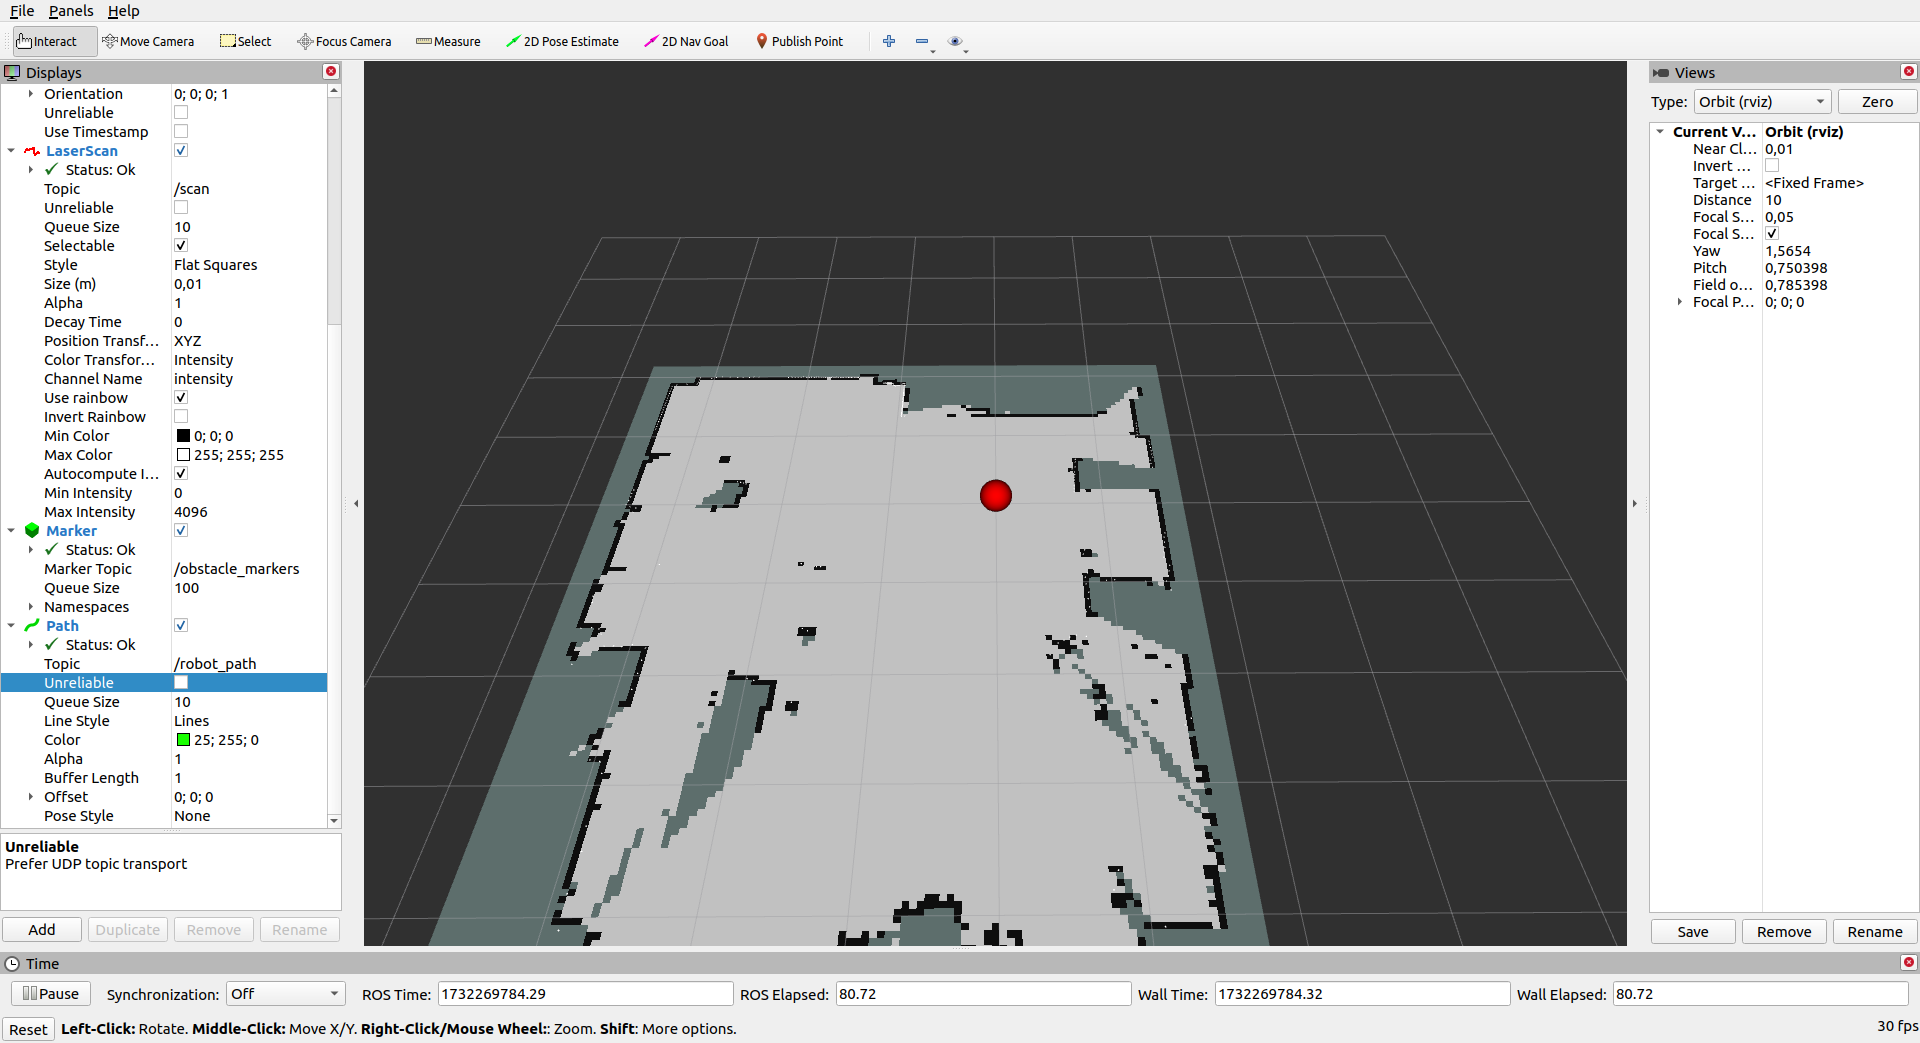 File Panels Help
Interact Move Camera Select Focus Camera Measure 2D Pose Estimate 2D Nav Goal Publish Point
Displays
Orientation 0; 0; 0; 1
Unreliable
Use Timestamp
LaserScan
Status: Ok
Topic /scan
Unreliable
Queue Size 10
Selectable
Style Flat Squares
Size (m) 0,01
Alpha 1
Decay Time 0
Position Transf... XYZ
Color Transfor... Intensity
Channel Name intensity
Use rainbow
Invert Rainbow
Min Color 0; 0; 0
Max Color 255; 255; 255
Autocompute I...
Min Intensity 0
Max Intensity 4096
Marker
Status: Ok
Marker Topic /obstacle_markers
Queue Size 100
Namespaces
Path
Status: Ok
Topic /robot_path
Unreliable
Queue Size 10
Line Style Lines
Color 25; 255; 0
Alpha 1
Buffer Length 1
Offset 0; 0; 0
Pose Style None
Unreliable
Prefer UDP topic transport
Add Duplicate Remove Rename
Views
Type: Orbit (rviz) Zero
Current V... Orbit (rviz)
Near Cl... 0,01
Invert ...
Target ... <Fixed Frame>
Distance 10
Focal S... 0,05
Focal S...
Yaw 1,5654
Pitch 0,750398
Field o... 0,785398
Focal P... 0; 0; 0
Save Remove Rename
Time
Pause Synchronization: Off ROS Time: 1732269784.29 ROS Elapsed: 80.72 Wall Time: 1732269784.32 Wall Elapsed: 80.72
Reset Left-Click: Rotate. Middle-Click: Move X/Y. Right-Click/Mouse Wheel:: Zoom. Shift: More options. 30 fps